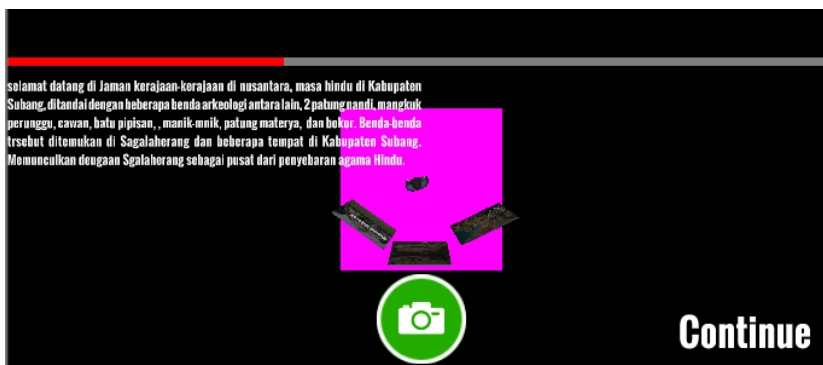 selamat datang di Jaman kerajaan-kerajaan di nusantara, masa hindu di Kabupaten
Subang, ditandai dengan beberapa benda arkeologi antara lain, 2 patung nandi, mangkuk
perunggu, cawan, batu pipisan, , manik-mnik, patung materya, dan bokor. Benda-benda
trsebut ditemukan di Sagalaherang dan beberapa tempat di Kabupaten Subang.
Memunculkan deugaan Sgalaherang sebagai pusat dari penyebaran agama Hindu.
Continue